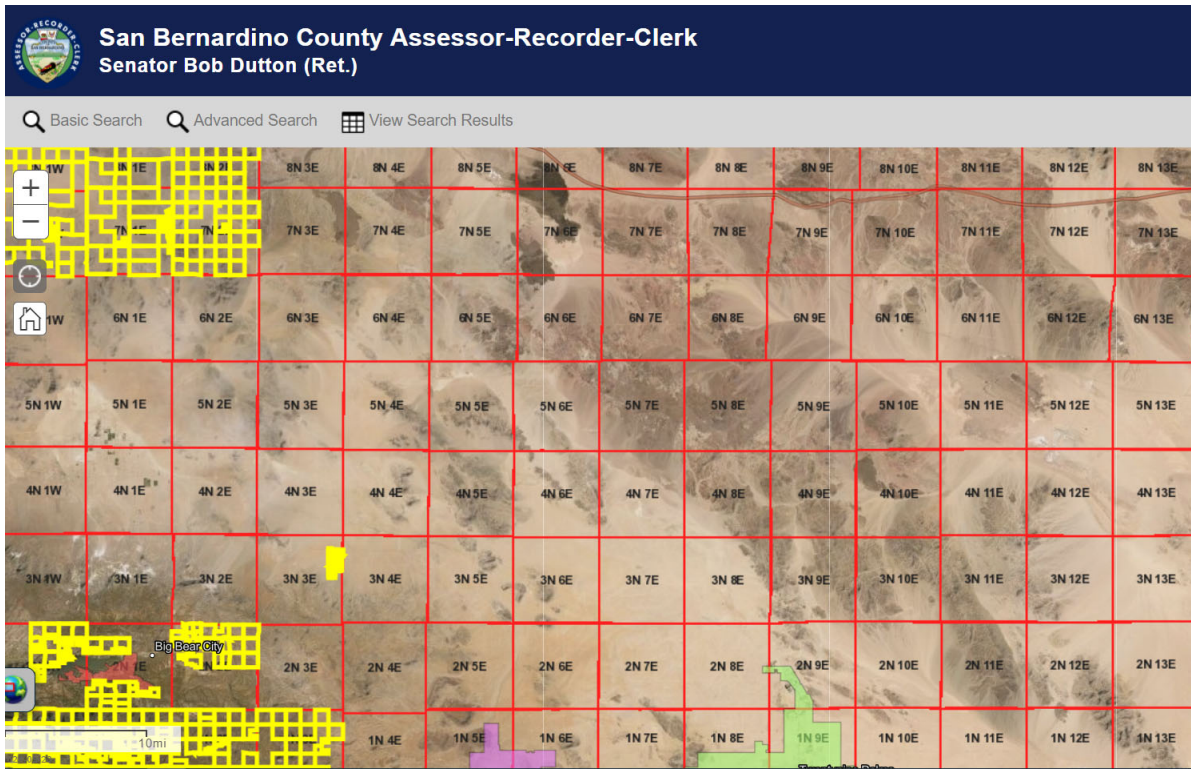 San Bernardino County Assessor-Recorder-Clerk
Senator Bob Dutton (Ret.)
Basic Search Advanced Search View Search Results
8N 3E 8N 4E 8N 5E 8N 6E 8N 7E 8N 8E 8N 9E 8N 10E 8N 11E 8N 12E 8N 13E
7N 3E 7N 4E 7N 5E 7N 6E 7N 7E 7N 8E 7N 9E 7N 10E 7N 11E 7N 12E 7N 13E
1W 6N 1E 6N 2E 6N 3E 6N 4E 6N 5E 6N 6E 6N 7E 6N 8E 6N 9E 6N 10E 6N 11E 6N 12E 6N 13E
5N 1W 5N 1E 5N 2E 5N 3E 5N 4E 5N 5E 5N 6E 5N 7E 5N 8E 5N 9E 5N 10E 5N 11E 5N 12E 5N 13E
4N 1W 4N 1E 4N 2E 4N 3E 4N 4E 4N 5E 4N 6E 4N 7E 4N 8E 4N 9E 4N 10E 4N 11E 4N 12E 4N 13E
3N 1W 3N 1E 3N 2E 3N 3E 3N 4E 3N 5E 3N 6E 3N 7E 3N 8E 3N 9E 3N 10E 3N 11E 3N 12E 3N 13E
Big Bear City
2N 1E 2N 3E 2N 4E 2N 5E 2N 6E 2N 7E 2N 8E 2N 9E 2N 10E 2N 11E 2N 12E 2N 13E
10mi 1N 4E 1N 5E 1N 6E 1N 7E 1N 8E 1N 9E 1N 10E 1N 11E 1N 12E 1N 13E